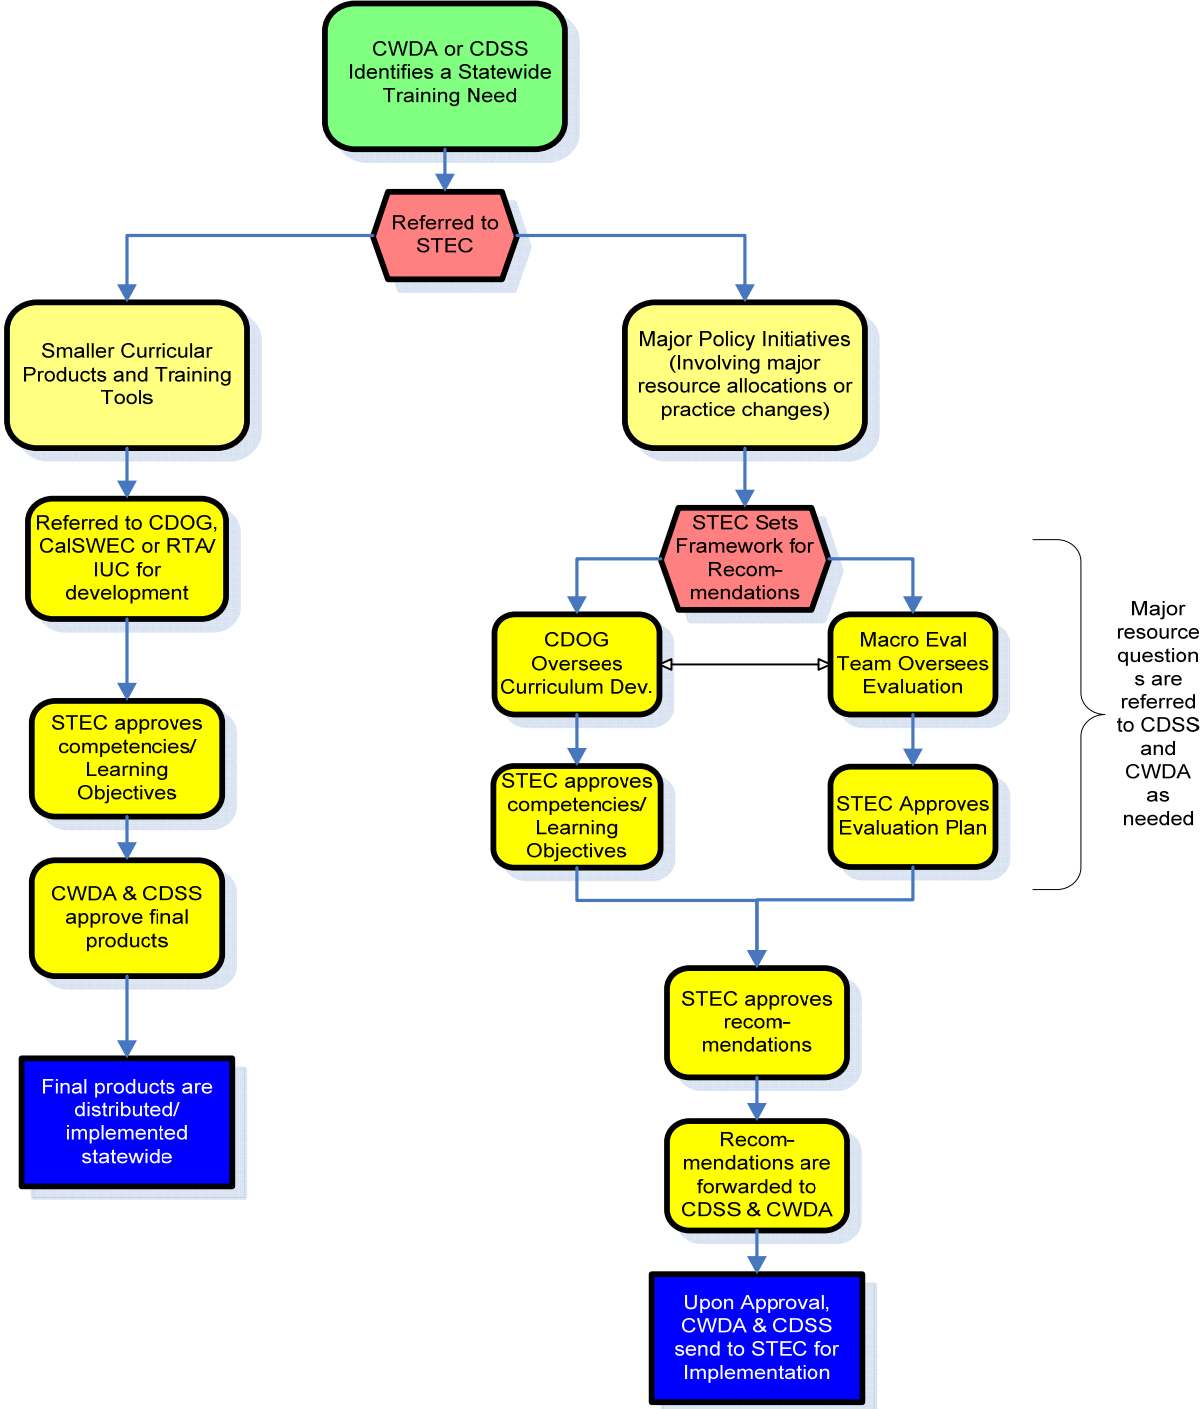 CWDA or CDSS
Identifies a Statewide
Training Need
Referred to
STEC
Smaller Curricular
Products and Training
Tools
Major Policy Initiatives
(Involving major
resource allocations or
practice changes)
Referred to CDOG,
CalSWEC or RTA/
IUC for
development
STEC Sets
Framework for
Recom-
mendations
CDOG
Oversees
Curriculum Dev.
Macro Eval
Team Oversees
Evaluation
Major
resource
question
s are
referred
to CDSS
and
CWDA
as
needed
STEC approves
competencies/
Learning
Objectives
STEC approves
competencies/
Learning
Objectives
STEC Approves
Evaluation Plan
CWDA & CDSS
approve final
products
STEC approves
recom-
mendations
Final products are
distributed/
implemented
statewide
Recom-
mendations are
forwarded to
CDSS & CWDA
Upon Approval,
CWDA & CDSS
send to STEC for
Implementation